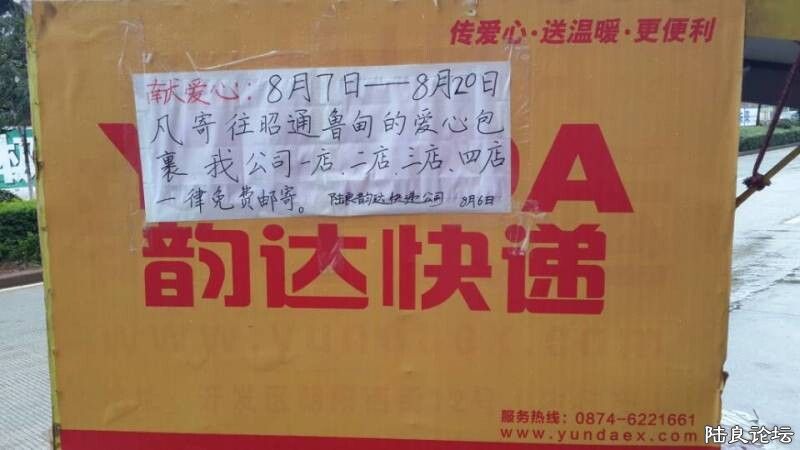 传爱心·送温暖·更便利
献爱心：8月7日——8月20日
凡寄往昭通鲁甸的爱心包
裹我公司一店、二店、三店、四店
一律免费邮寄。 陆良韵达快递公司 8月6日
Y DA
韵达快递
服务热线：0874-6221661
www.yundaex.com
陆良论坛